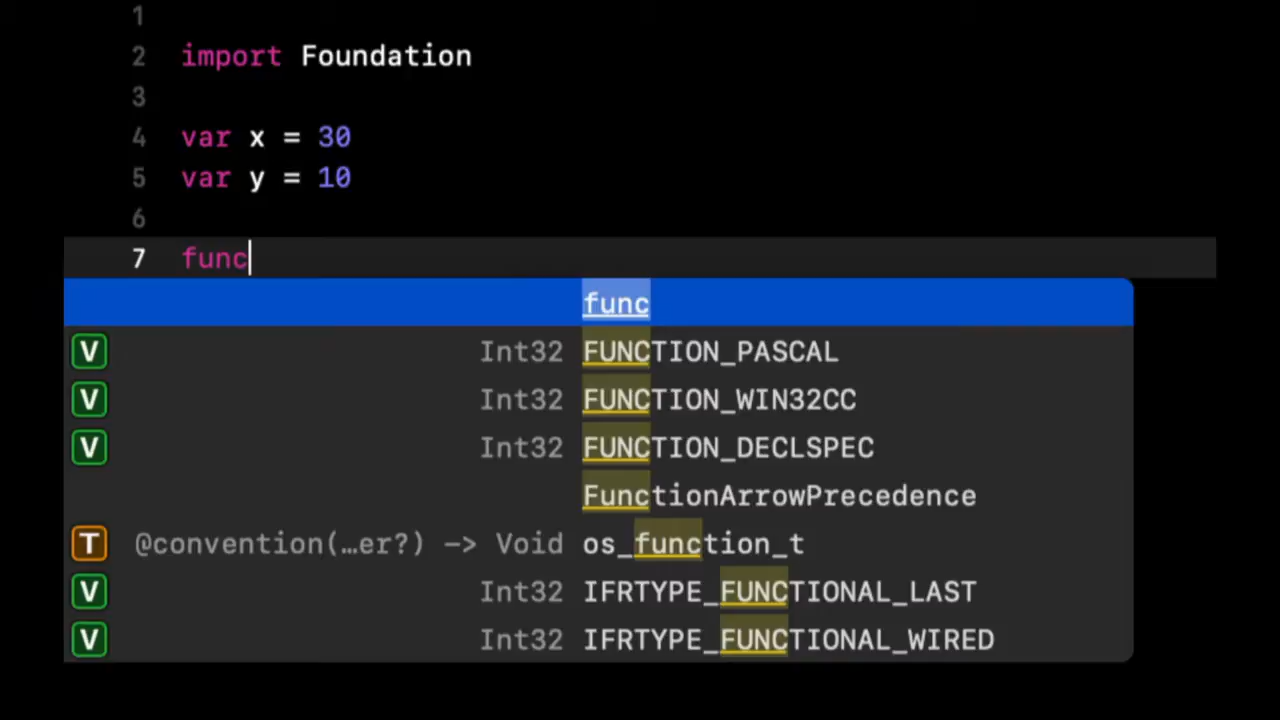 1
2 import Foundation
3
4 var x = 30
5 var y = 10
6
7 func
func
V Int32 FUNCTION_PASCAL
V Int32 FUNCTION_WIN32CC
V Int32 FUNCTION_DECLSPEC
FunctionArrowPrecedence
T @convention(…er?) -> Void os_function_t
V Int32 IFRTYPE_FUNCTIONAL_LAST
V Int32 IFRTYPE_FUNCTIONAL_WIRED